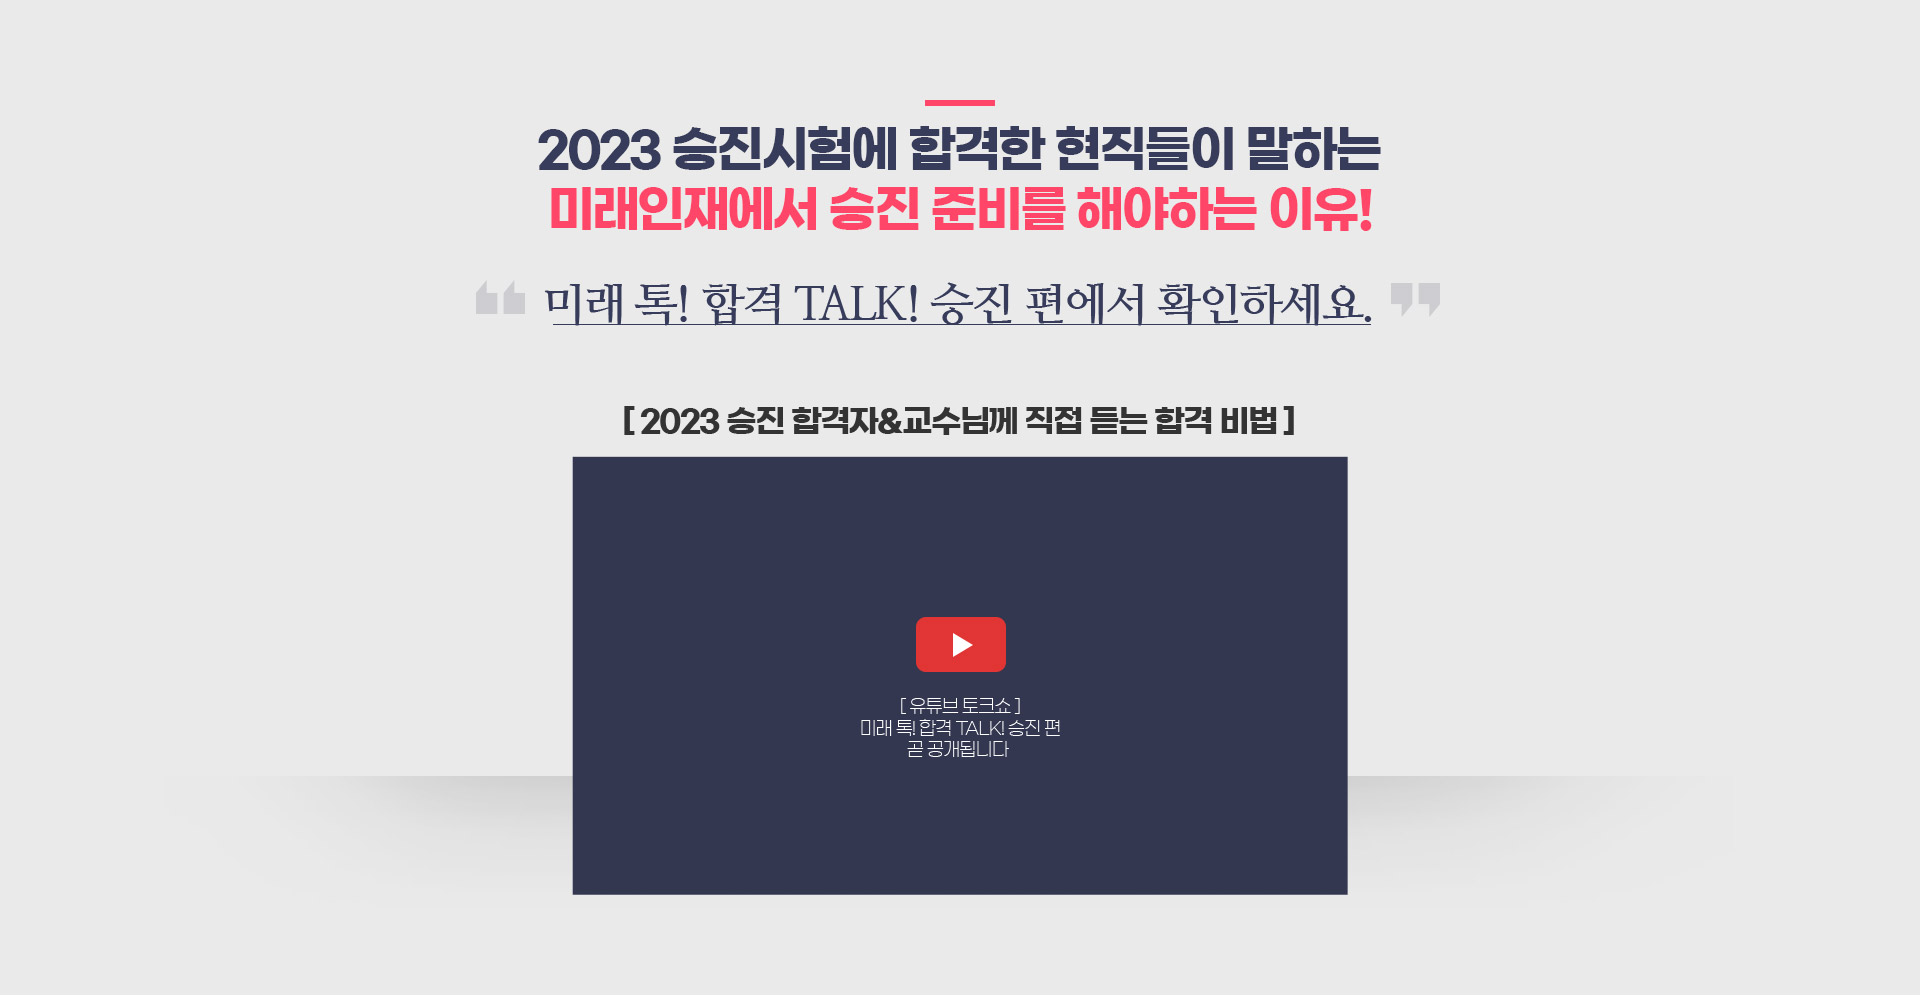 2023 승진시험에 합격한 현직들이 말하는
미래인재에서 승진 준비를 해야하는 이유!
❝ 미래 톡! 합격 TALK! 승진 편에서 확인하세요. ❞
[ 2023 승진 합격자&교수님께 직접 듣는 합격 비법 ]
[ 유튜브 토크쇼 ]
미래 톡! 합격 TALK! 승진 편
곧 공개됩니다